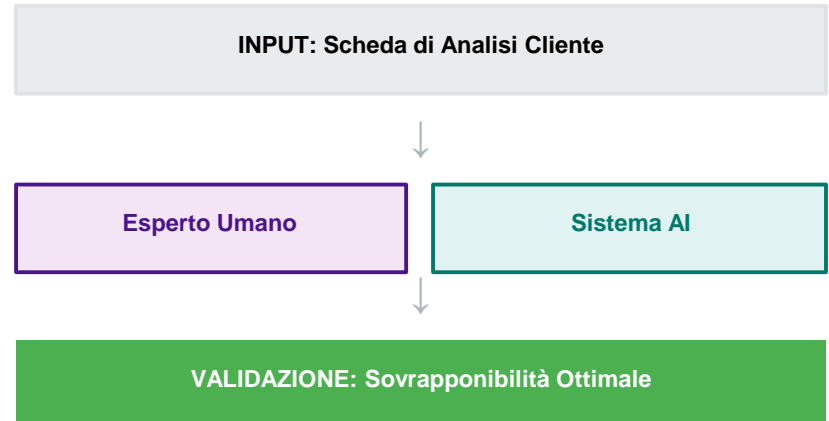 INPUT: Scheda di Analisi Cliente
Esperto Umano
Sistema AI
VALIDAZIONE: Sovrapponibilità Ottimale